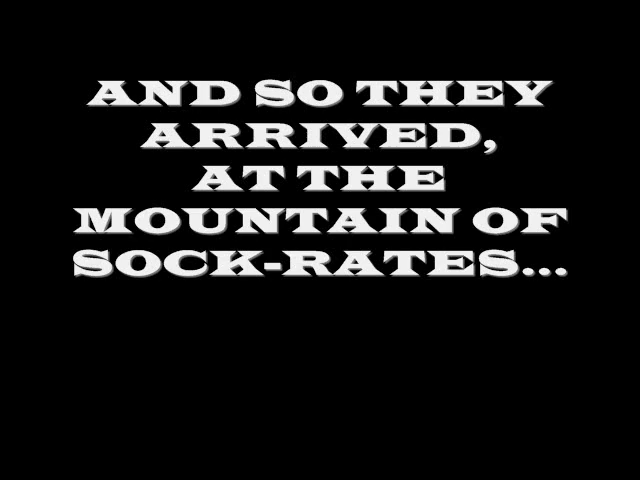 AND SO THEY
ARRIVED,
AT THE
MOUNTAIN OF
SOCK-RATES...